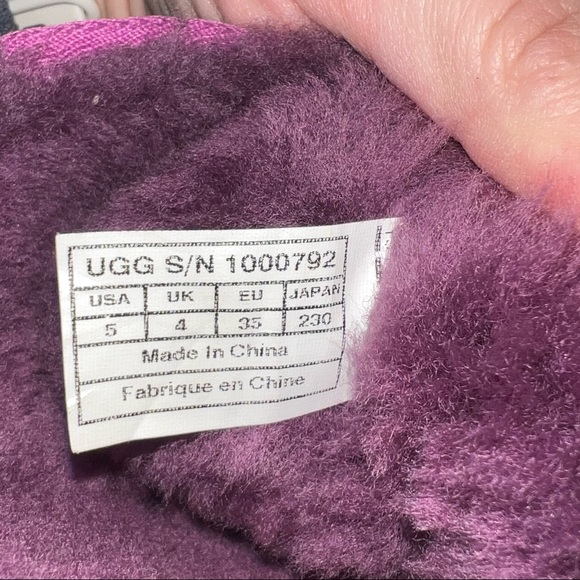 UGG S/N 1000792
USA UK EU JAPAN
5 4 35 230
Made In China
Fabrique en Chine